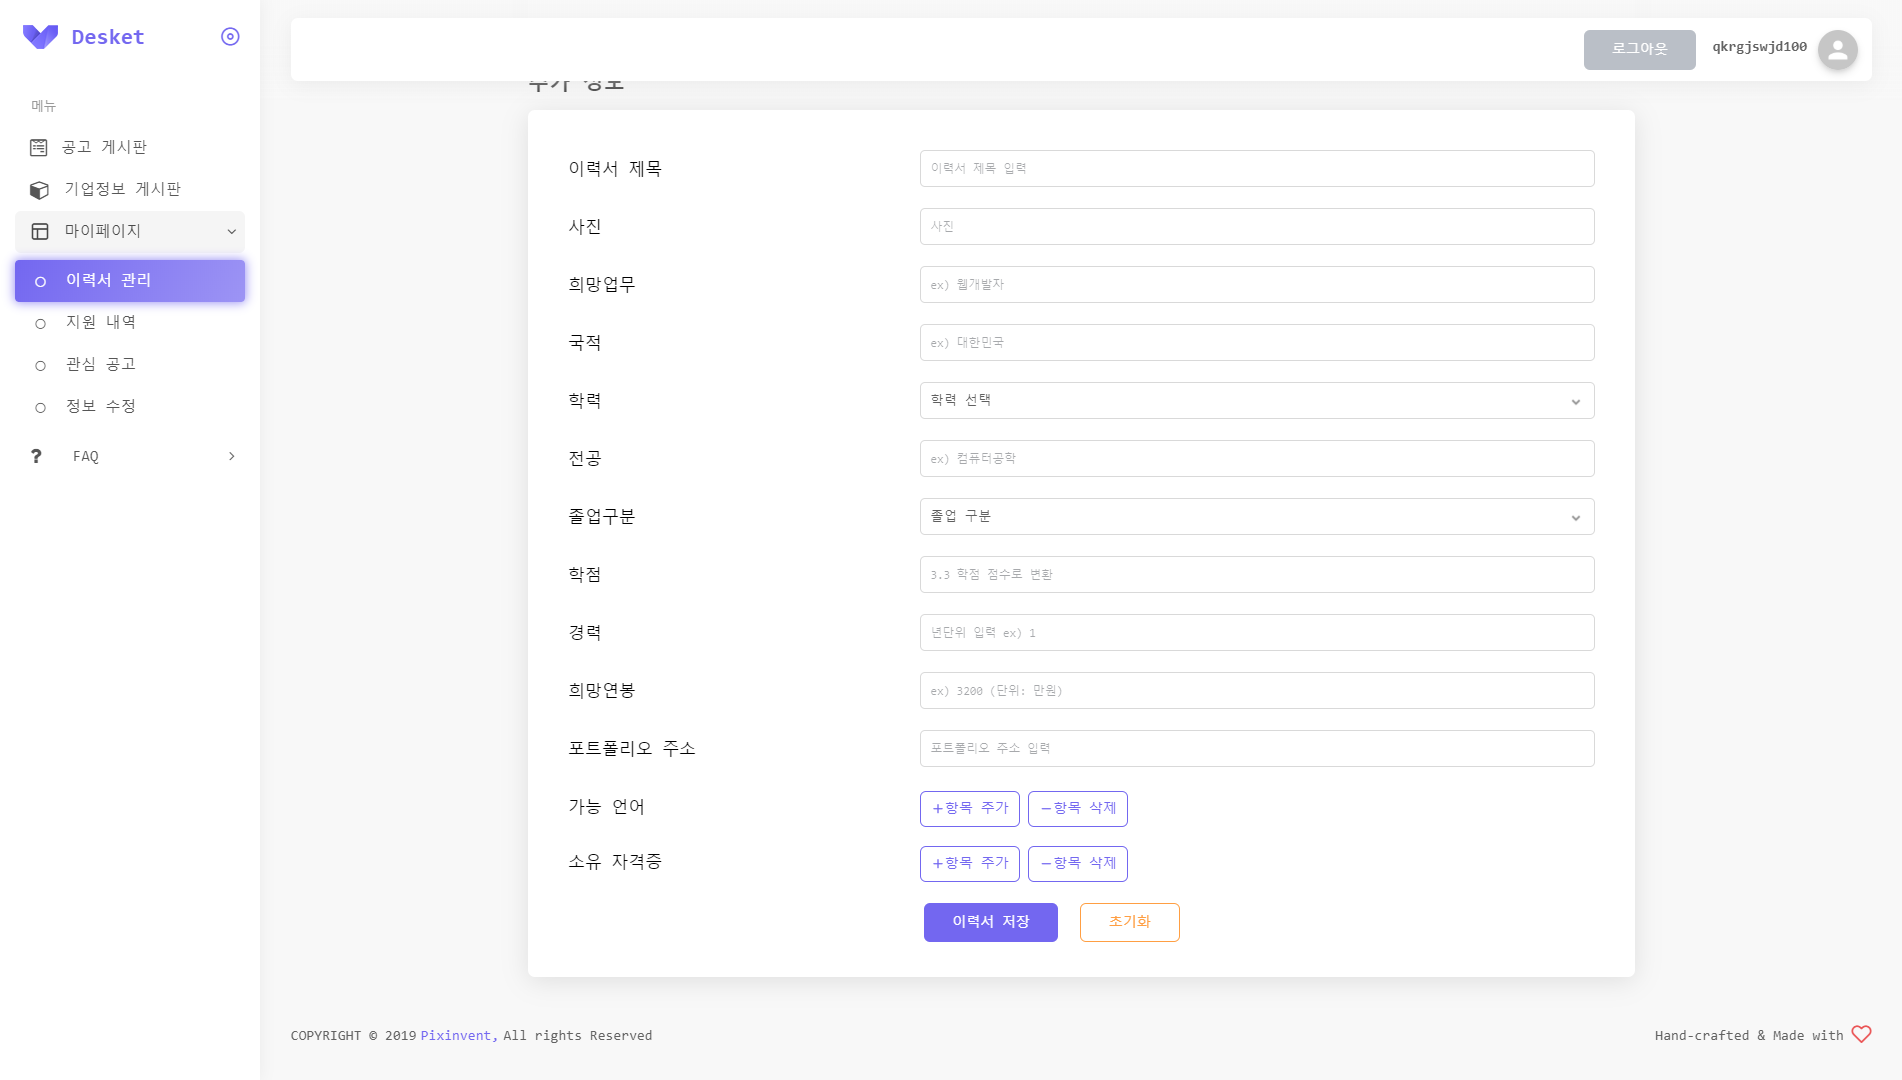 Desket
로그아웃
qkrgjswjd100
추가 정보
메뉴
공고 게시판
기업정보 게시판
마이페이지
이력서 관리
지원 내역
관심 공고
정보 수정
? FAQ
이력서 제목
이력서 제목 입력
사진
사진
희망업무
ex) 웹개발자
국적
ex) 대한민국
학력
학력 선택
전공
ex) 컴퓨터공학
졸업구분
졸업 구분
학점
3.3 학점 점수로 변환
경력
년단위 입력 ex) 1
희망연봉
ex) 3200 (단위: 만원)
포트폴리오 주소
포트폴리오 주소 입력
가능 언어
+항목 추가
−항목 삭제
소유 자격증
+항목 추가
−항목 삭제
이력서 저장
초기화
COPYRIGHT © 2019 Pixinvent, All rights Reserved
Hand-crafted & Made with